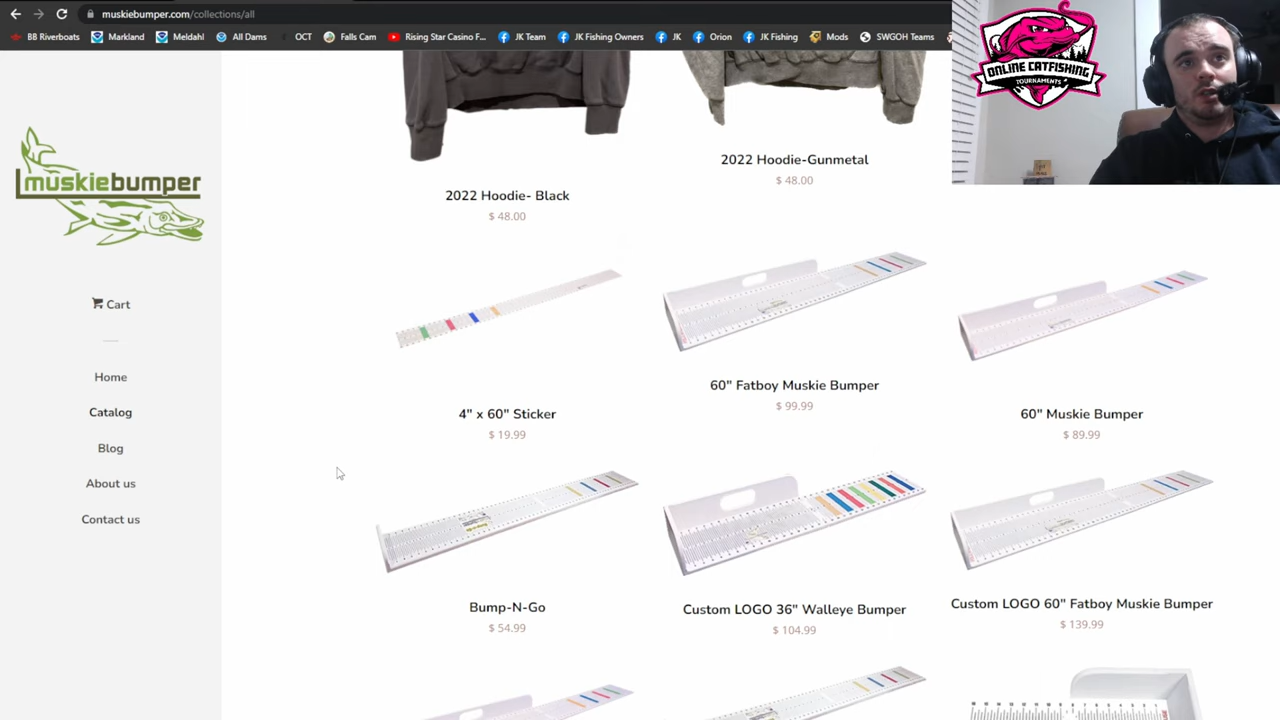 muskiebumper.com/collections/all
BB Riverboats Markland Meldahl All Dams OCT Falls Cam Rising Star Casino F... JK Team JK Fishing Owners JK Orion JK Fishing Mods SWGOH Teams
ONLINE CATFISHING
TOURNAMENTS
muskiebumper
Cart
Home
Catalog
Blog
About us
Contact us
2022 Hoodie- Black
$ 48.00
2022 Hoodie-Gunmetal
$ 48.00
4" x 60" Sticker
$ 19.99
60" Fatboy Muskie Bumper
$ 99.99
60" Muskie Bumper
$ 89.99
Bump-N-Go
$ 54.99
Custom LOGO 36" Walleye Bumper
$ 104.99
Custom LOGO 60" Fatboy Muskie Bumper
$ 139.99